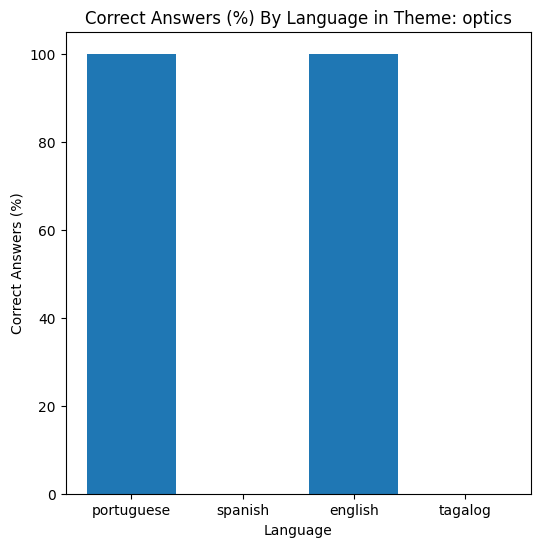 Correct Answers (%) By Language in Theme: optics
Correct Answers (%)
100
80
60
40
20
0
portuguese
spanish
english
tagalog
Language